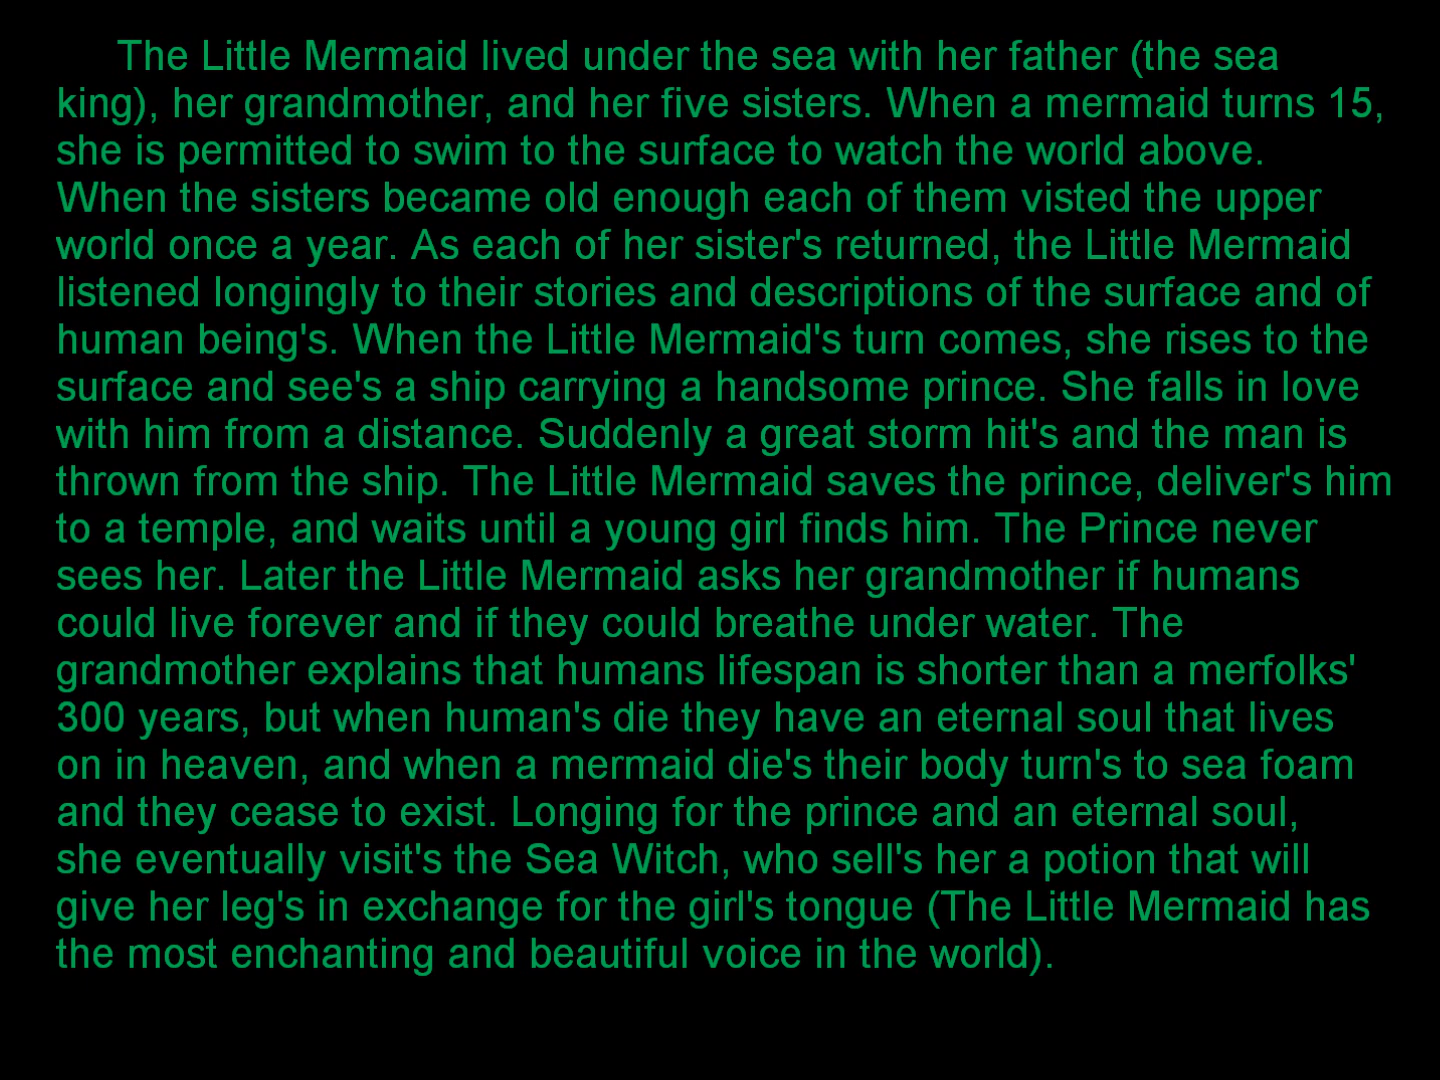 The Little Mermaid lived under the sea with her father (the sea
king), her grandmother, and her five sisters. When a mermaid turns 15,
she is permitted to swim to the surface to watch the world above.
When the sisters became old enough each of them visted the upper
world once a year. As each of her sister's returned, the Little Mermaid
listened longingly to their stories and descriptions of the surface and of
human being's. When the Little Mermaid's turn comes, she rises to the
surface and see's a ship carrying a handsome prince. She falls in love
with him from a distance. Suddenly a great storm hit's and the man is
thrown from the ship. The Little Mermaid saves the prince, deliver's him
to a temple, and waits until a young girl finds him. The Prince never
sees her. Later the Little Mermaid asks her grandmother if humans
could live forever and if they could breathe under water. The
grandmother explains that humans lifespan is shorter than a merfolks'
300 years, but when human's die they have an eternal soul that lives
on in heaven, and when a mermaid die's their body turn's to sea foam
and they cease to exist. Longing for the prince and an eternal soul,
she eventually visit's the Sea Witch, who sell's her a potion that will
give her leg's in exchange for the girl's tongue (The Little Mermaid has
the most enchanting and beautiful voice in the world).